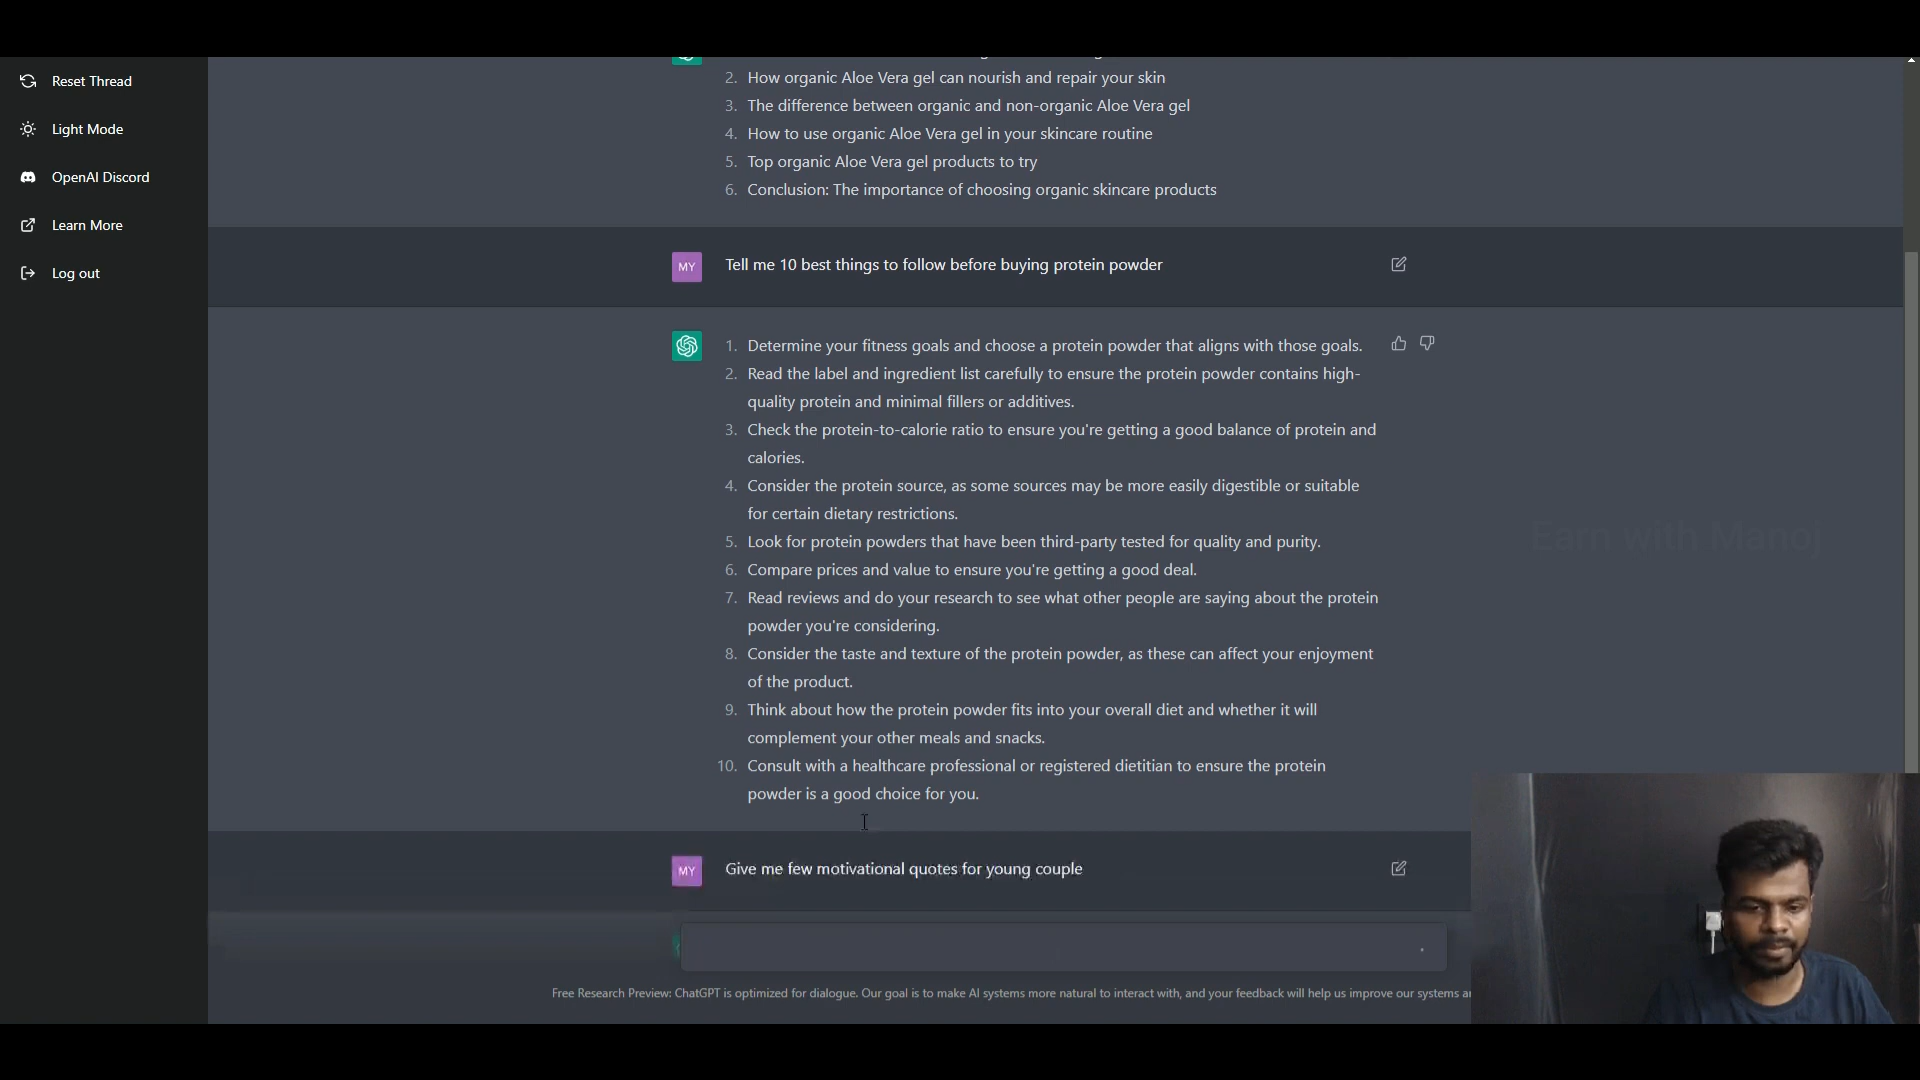 Reset Thread
Light Mode
OpenAI Discord
Learn More
Log out
2. How organic Aloe Vera gel can nourish and repair your skin
3. The difference between organic and non-organic Aloe Vera gel
4. How to use organic Aloe Vera gel in your skincare routine
5. Top organic Aloe Vera gel products to try
6. Conclusion: The importance of choosing organic skincare products
MY
Tell me 10 best things to follow before buying protein powder
1. Determine your fitness goals and choose a protein powder that aligns with those goals.
2. Read the label and ingredient list carefully to ensure the protein powder contains high-
quality protein and minimal fillers or additives.
3. Check the protein-to-calorie ratio to ensure you're getting a good balance of protein and
calories.
4. Consider the protein source, as some sources may be more easily digestible or suitable
for certain dietary restrictions.
5. Look for protein powders that have been third-party tested for quality and purity.
6. Compare prices and value to ensure you're getting a good deal.
7. Read reviews and do your research to see what other people are saying about the protein
powder you're considering.
8. Consider the taste and texture of the protein powder, as these can affect your enjoyment
of the product.
9. Think about how the protein powder fits into your overall diet and whether it will
complement your other meals and snacks.
10. Consult with a healthcare professional or registered dietitian to ensure the protein
powder is a good choice for you.
Earn with Manoj
MY
Give me few motivational quotes for young couple
Free Research Preview: ChatGPT is optimized for dialogue. Our goal is to make AI systems more natural to interact with, and your feedback will help us improve our systems